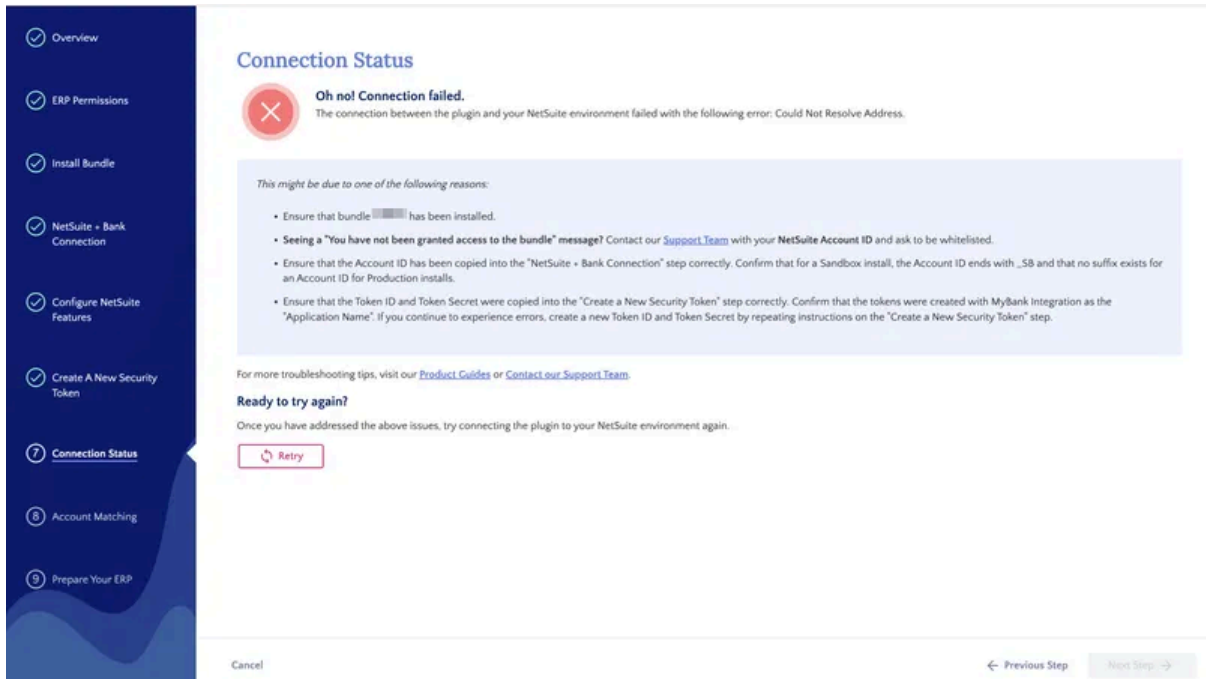 Overview
ERP Permissions
Install Bundle
NetSuite + Bank
Connection
Configure NetSuite
Features
Create A New Security
Token
7 Connection Status
8 Account Matching
9 Prepare Your ERP
Connection Status
Oh no! Connection failed.
The connection between the plugin and your NetSuite environment failed with the following error: Could Not Resolve Address.
This might be due to one of the following reasons:
• Ensure that bundle has been installed.
• Seeing a "You have not been granted access to the bundle" message? Contact our Support Team with your NetSuite Account ID and ask to be whitelisted.
• Ensure that the Account ID has been copied into the "NetSuite + Bank Connection" step correctly. Confirm that for a Sandbox install, the Account ID ends with _SB and that no suffix exists for
an Account ID for Production installs.
• Ensure that the Token ID and Token Secret were copied into the "Create a New Security Token" step correctly. Confirm that the tokens were created with MyBank Integration as the
"Application Name". If you continue to experience errors, create a new Token ID and Token Secret by repeating instructions on the "Create a New Security Token" step.
For more troubleshooting tips, visit our Product Guides or Contact our Support Team.
Ready to try again?
Once you have addressed the above issues, try connecting the plugin to your NetSuite environment again.
Retry
Cancel
← Previous Step
Next Step →